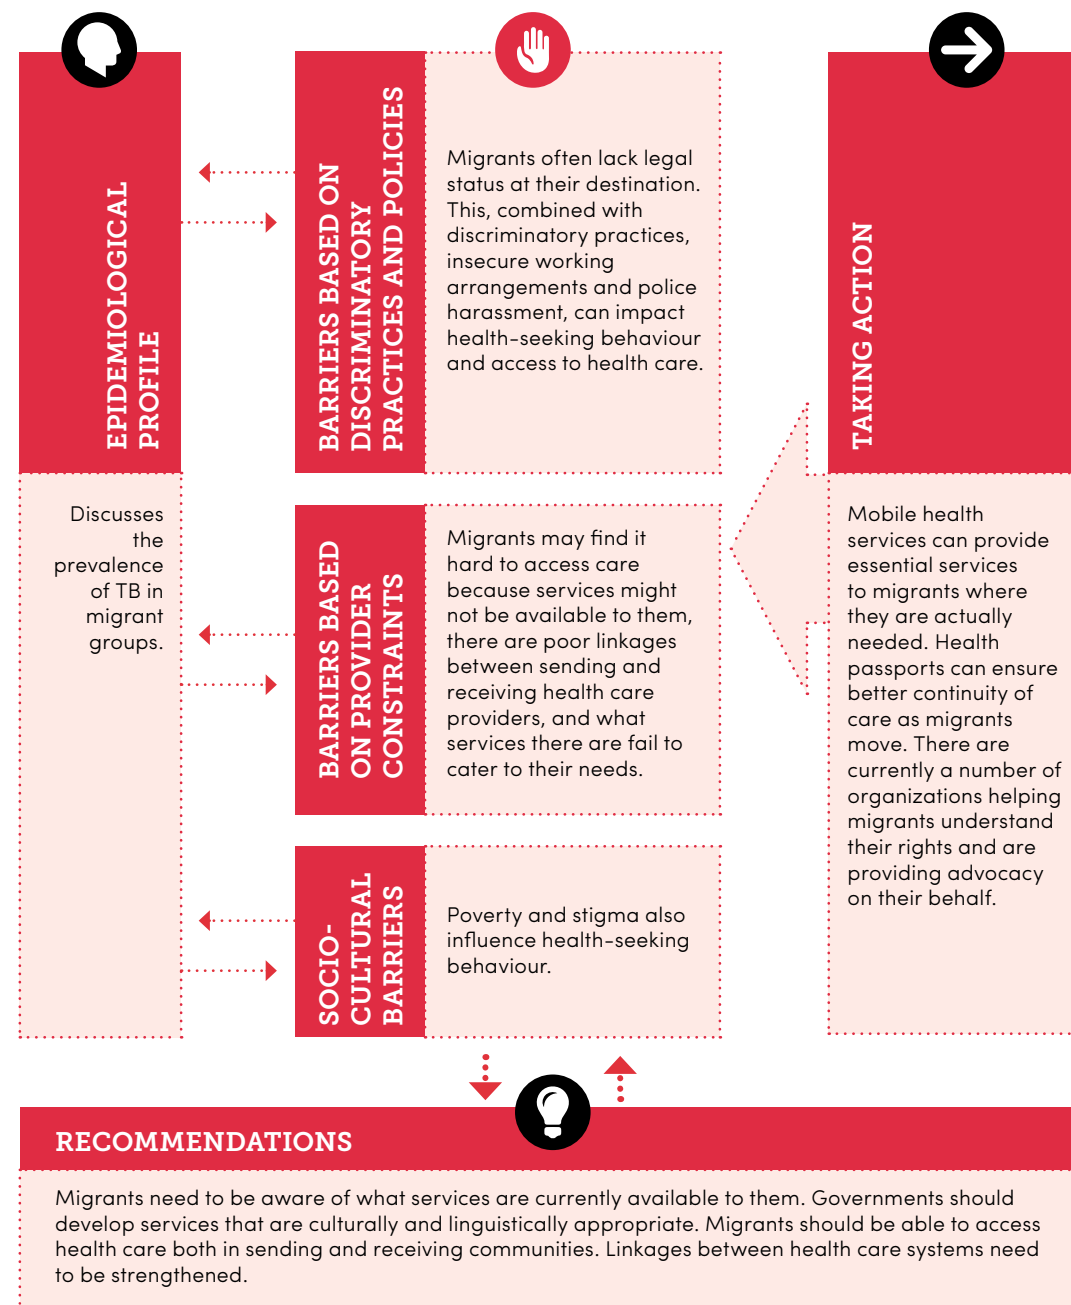 EPIDEMIOLOGICAL
PROFILE
Discusses
the
prevalence
of TB in
migrant
groups.
BARRIERS BASED ON
DISCRIMINATORY
PRACTICES AND POLICIES
Migrants often lack legal
status at their destination.
This, combined with
discriminatory practices,
insecure working
arrangements and police
harassment, can impact
health-seeking behaviour
and access to health care.
BARRIERS BASED
ON PROVIDER
CONSTRAINTS
Migrants may find it
hard to access care
because services might
not be available to them,
there are poor linkages
between sending and
receiving health care
providers, and what
services there are fail to
cater to their needs.
SOCIO-
CULTURAL
BARRIERS
Poverty and stigma also
influence health-seeking
behaviour.
TAKING ACTION
Mobile health
services can provide
essential services
to migrants where
they are actually
needed. Health
passports can ensure
better continuity of
care as migrants
move. There are
currently a number of
organizations helping
migrants understand
their rights and are
providing advocacy
on their behalf.
RECOMMENDATIONS
Migrants need to be aware of what services are currently available to them. Governments should
develop services that are culturally and linguistically appropriate. Migrants should be able to access
health care both in sending and receiving communities. Linkages between health care systems need
to be strengthened.